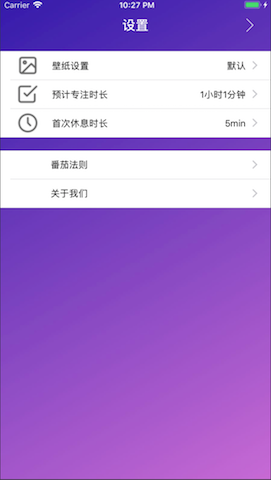 Carrier 10:27 PM
设置
壁纸设置 默认
预计专注时长 1小时1分钟
首次休息时长 5min
番茄法则
关于我们